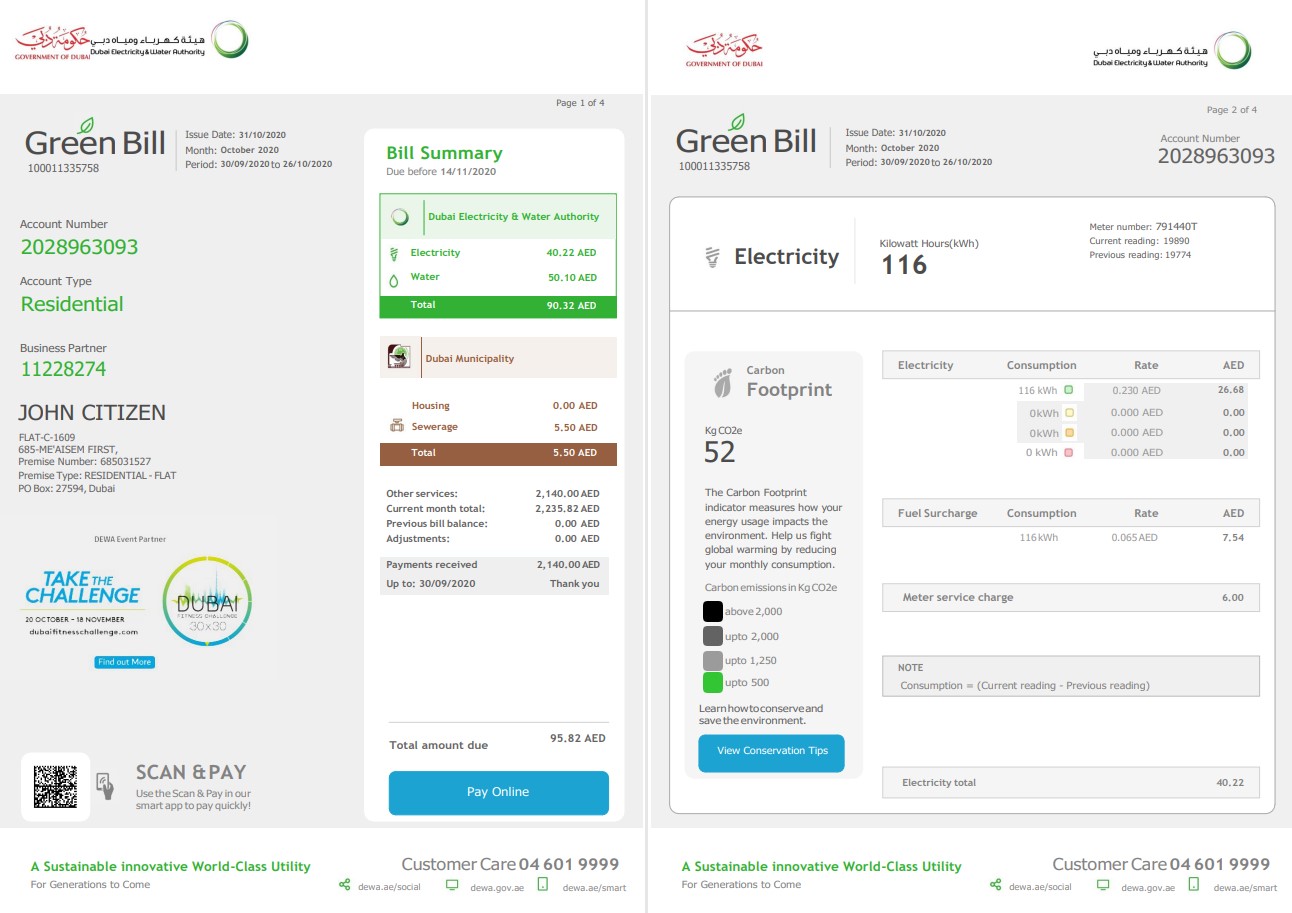 حكومة دبي
GOVERNMENT OF DUBAI
هيئة كهرباء ومياه دبي
Dubai Electricity & Water Authority
Page 1 of 4
Green Bill
100011335758
Issue Date: 31/10/2020
Month: October 2020
Period: 30/09/2020 to 26/10/2020
Account Number
2028963093
Account Type
Residential
Business Partner
11228274
JOHN CITIZEN
FLAT-C-1609
685-ME'AISEM FIRST,
Premise Number: 685031527
Premise Type: RESIDENTIAL - FLAT
PO Box: 27594, Dubai
DEWA Event Partner
TAKE THE
CHALLENGE
20 OCTOBER - 18 NOVEMBER
dubaifitnesschallenge.com
DUBAI
FITNESS CHALLENGE
30x30
Find out More
SCAN & PAY
Use the Scan & Pay in our
smart app to pay quickly!
Bill Summary
Due before 14/11/2020
Dubai Electricity & Water Authority
Electricity 40.22 AED
Water 50.10 AED
Total 90.32 AED
Dubai Municipality
Housing 0.00 AED
Sewerage 5.50 AED
Total 5.50 AED
Other services: 2,140.00 AED
Current month total: 2,235.82 AED
Previous bill balance: 0.00 AED
Adjustments: 0.00 AED
Payments received 2,140.00 AED
Up to: 30/09/2020 Thank you
Total amount due 95.82 AED
Pay Online
A Sustainable innovative World-Class Utility
For Generations to Come
Customer Care 04 601 9999
dewa.ae/social dewa.gov.ae dewa.ae/smart
حكومة دبي
GOVERNMENT OF DUBAI
هيئة كهرباء ومياه دبي
Dubai Electricity & Water Authority
Page 2 of 4
Green Bill
100011335758
Issue Date: 31/10/2020
Month: October 2020
Period: 30/09/2020 to 26/10/2020
Account Number
2028963093
Electricity
Kilowatt Hours(kWh)
116
Meter number: 791440T
Current reading: 19890
Previous reading: 19774
Carbon
Footprint
Kg CO2e
52
The Carbon Footprint
indicator measures how your
energy usage impacts the
environment. Help us fight
global warming by reducing
your monthly consumption.
Carbon emissions in Kg CO2e
above 2,000
upto 2,000
upto 1,250
upto 500
Learn how to conserve and
save the environment.
View Conservation Tips
Electricity Consumption Rate AED
116 kWh 0.230 AED 26.68
0kWh 0.000 AED 0.00
0kWh 0.000 AED 0.00
0 kWh 0.000 AED 0.00
Fuel Surcharge Consumption Rate AED
116 kWh 0.065 AED 7.54
Meter service charge 6.00
NOTE
Consumption = (Current reading - Previous reading)
Electricity total 40.22
A Sustainable innovative World-Class Utility
For Generations to Come
Customer Care 04 601 9999
dewa.ae/social dewa.gov.ae dewa.ae/smart